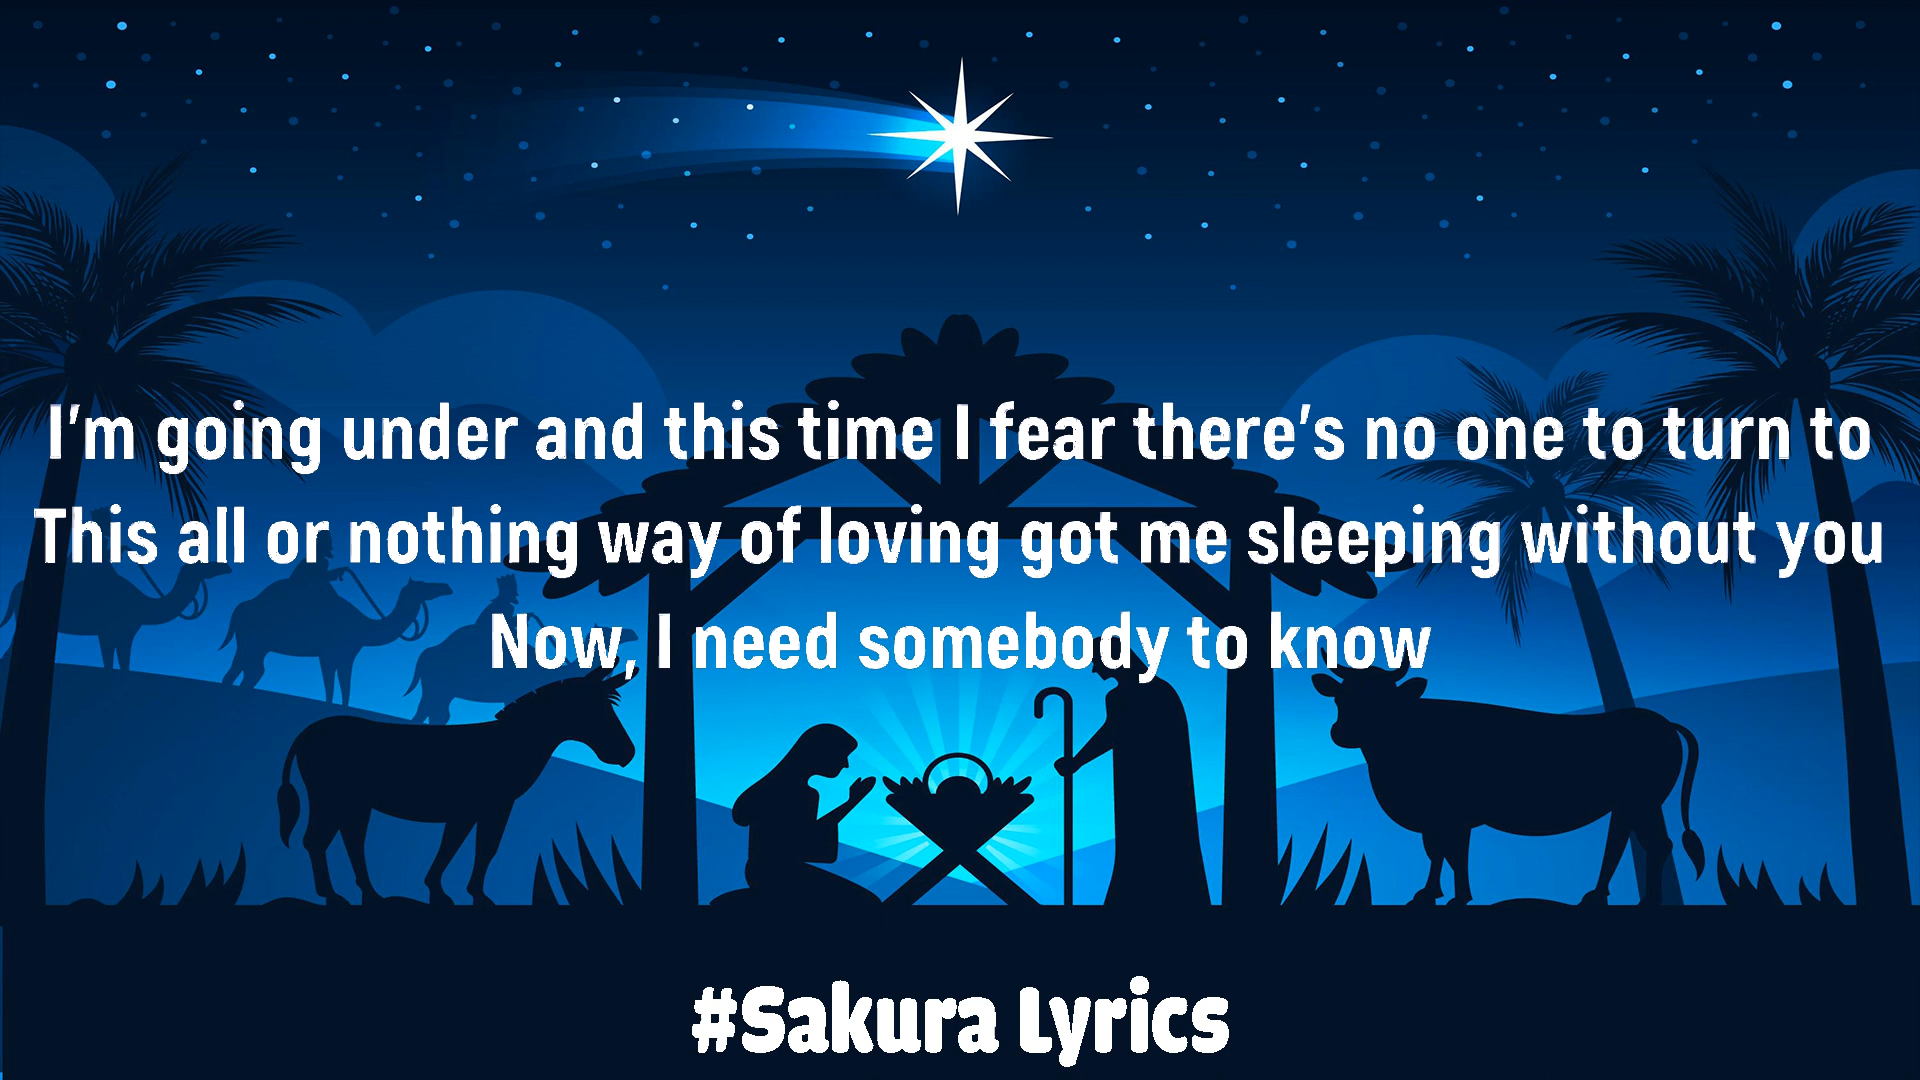 I'm going under and this time I fear there's no one to turn to
This all or nothing way of loving got me sleeping without you
Now, I need somebody to know
#Sakura Lyrics